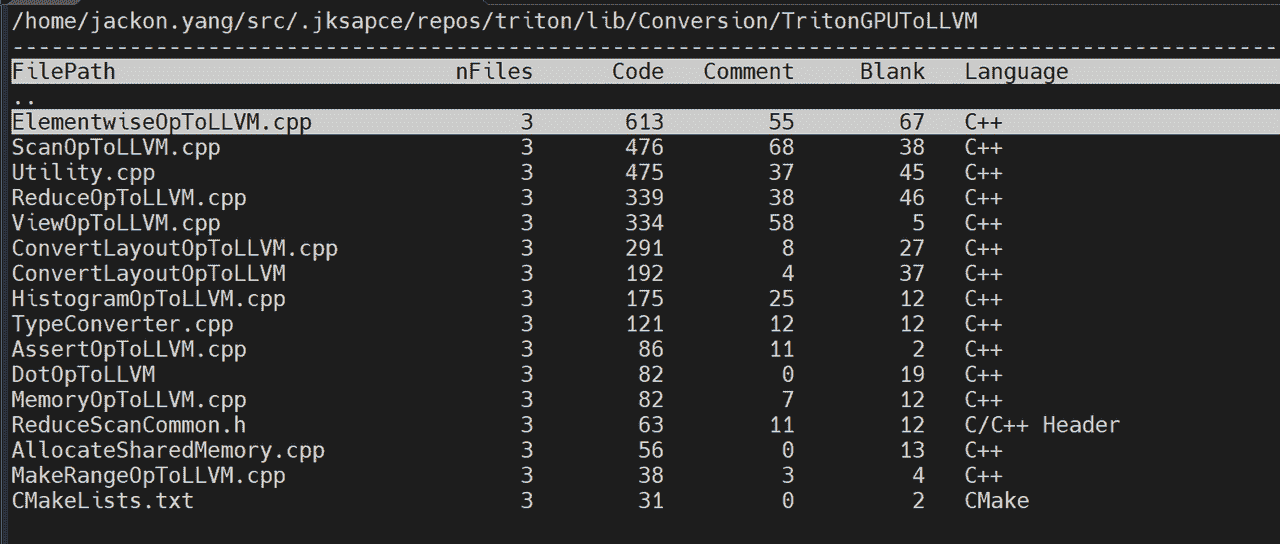 /home/jackon.yang/src/.jksapce/repos/triton/lib/Conversion/TritonGPUToLLVM
--------------------------------------------------------------------------------------------------
FilePath nFiles Code Comment Blank Language
..
ElementwiseOpToLLVM.cpp 3 613 55 67 C++
ScanOpToLLVM.cpp 3 476 68 38 C++
Utility.cpp 3 475 37 45 C++
ReduceOpToLLVM.cpp 3 339 38 46 C++
ViewOpToLLVM.cpp 3 334 58 5 C++
ConvertLayoutOpToLLVM.cpp 3 291 8 27 C++
ConvertLayoutOpToLLVM 3 192 4 37 C++
HistogramOpToLLVM.cpp 3 175 25 12 C++
TypeConverter.cpp 3 121 12 12 C++
AssertOpToLLVM.cpp 3 86 11 2 C++
DotOpToLLVM 3 82 0 19 C++
MemoryOpToLLVM.cpp 3 82 7 12 C++
ReduceScanCommon.h 3 63 11 12 C/C++ Header
AllocateSharedMemory.cpp 3 56 0 13 C++
MakeRangeOpToLLVM.cpp 3 38 3 4 C++
CMakeLists.txt 3 31 0 2 CMake